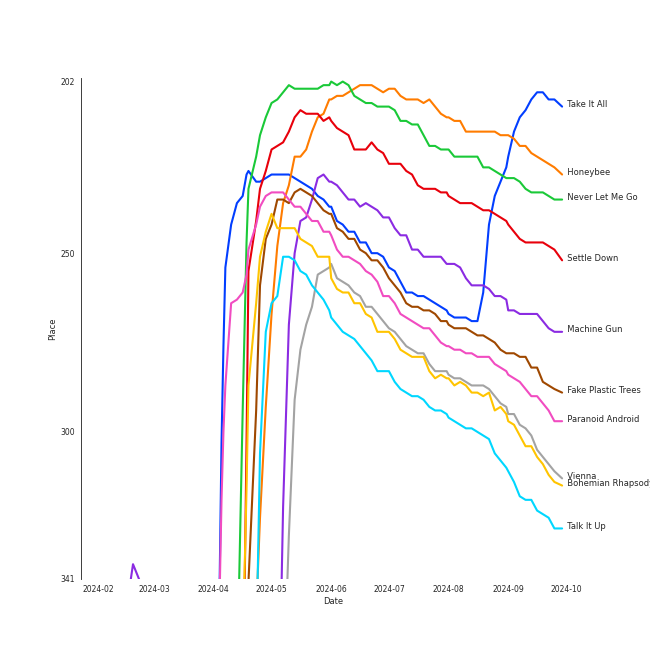 202
Take It All
Honeybee
Never Let Me Go
250
Settle Down
Place
Machine Gun
Fake Plastic Trees
Paranoid Android
300
Vienna
Bohemian Rhapsod
Talk It Up
341
2024-02
2024-03
2024-04
2024-05
2024-06
2024-07
2024-08
2024-09
2024-10
Date